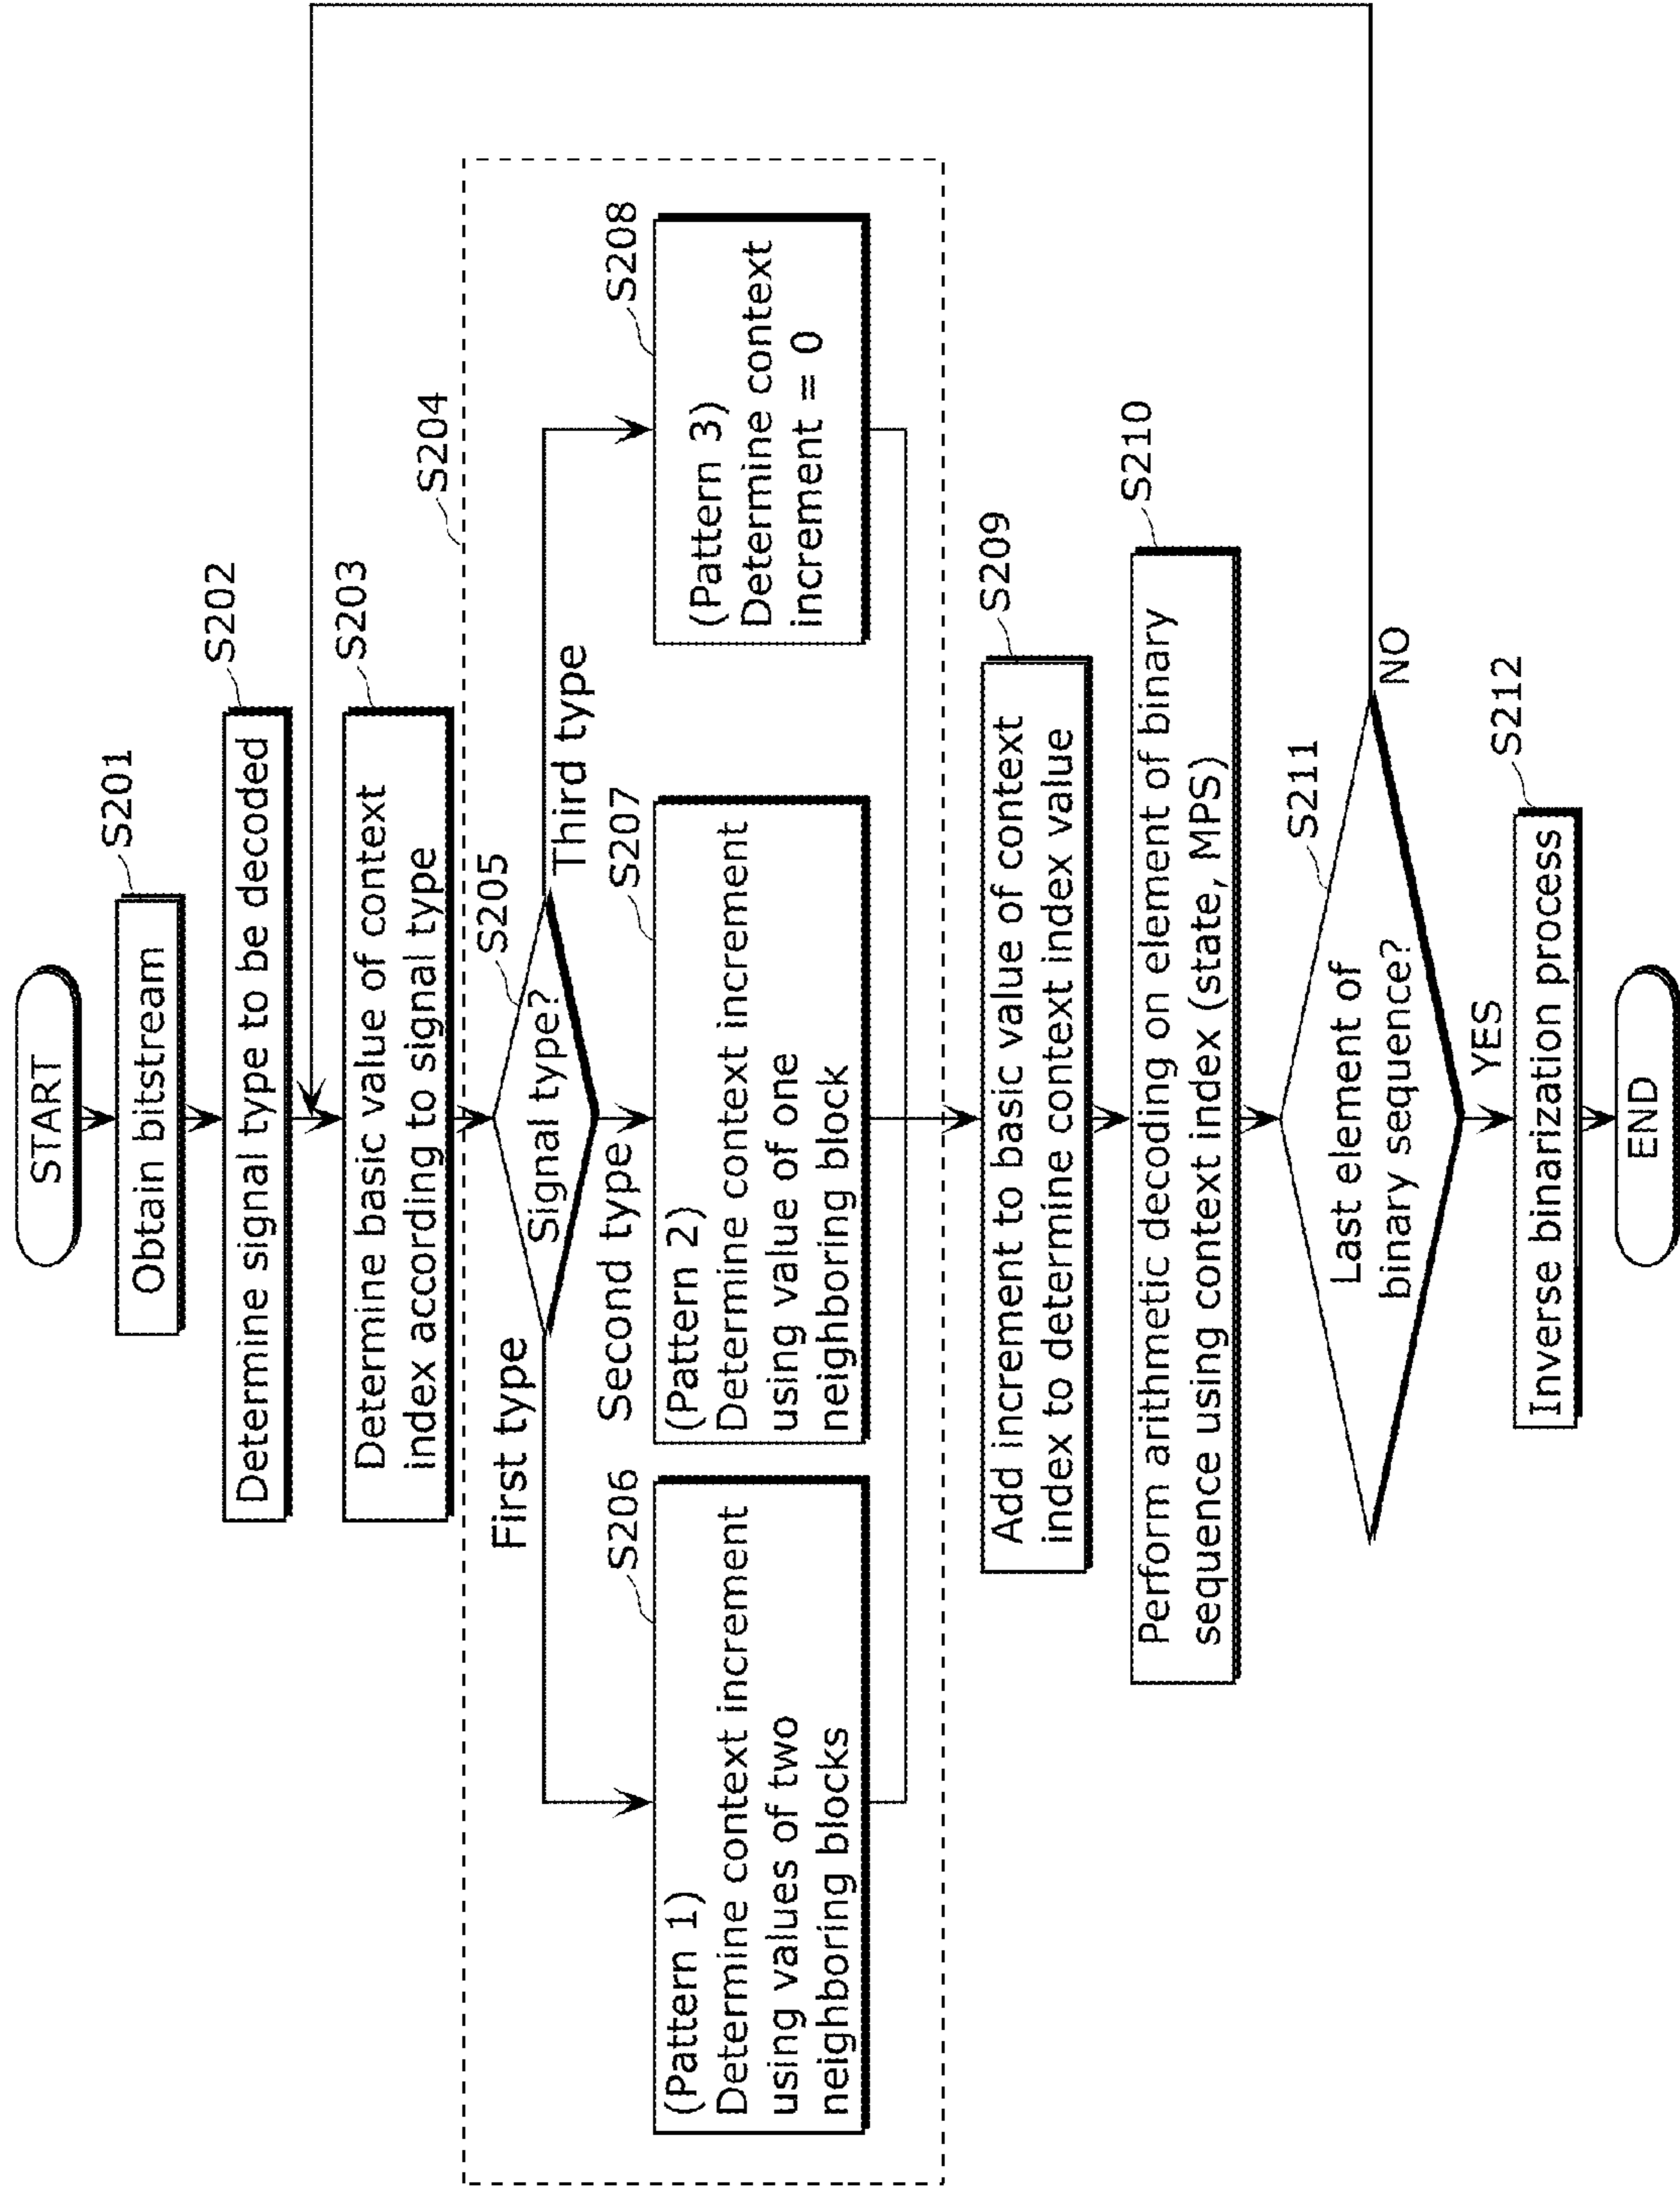 START
S201
Obtain bitstream
S202
Determine signal type to be decoded
S203
Determine basic value of context
index according to signal type
S204
S205
Signal type?
First type
Second type
Third type
S206
(Pattern 1)
Determine context increment
using values of two
neighboring blocks
S207
(Pattern 2)
Determine context increment
using value of one
neighboring block
S208
(Pattern 3)
Determine context
increment = 0
S209
Add increment to basic value of context
index to determine context index value
S210
Perform arithmetic decoding on element of binary
sequence using context index (state, MPS)
S211
Last element of
binary sequence?
NO
YES
S212
Inverse binarization process
END